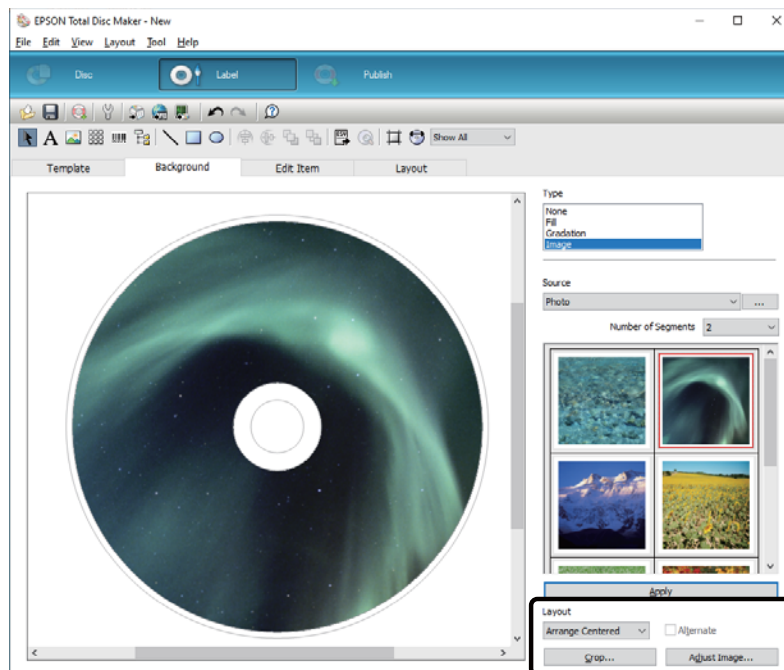 EPSON Total Disc Maker - New
File Edit View Layout Tool Help
Disc Label Publish
Show All
Template Background Edit Item Layout
Type
None
Fill
Gradation
Image
Source
Photo ...
Number of Segments 2
Apply
Layout
Arrange Centered Alternate
Crop... Adjust Image...